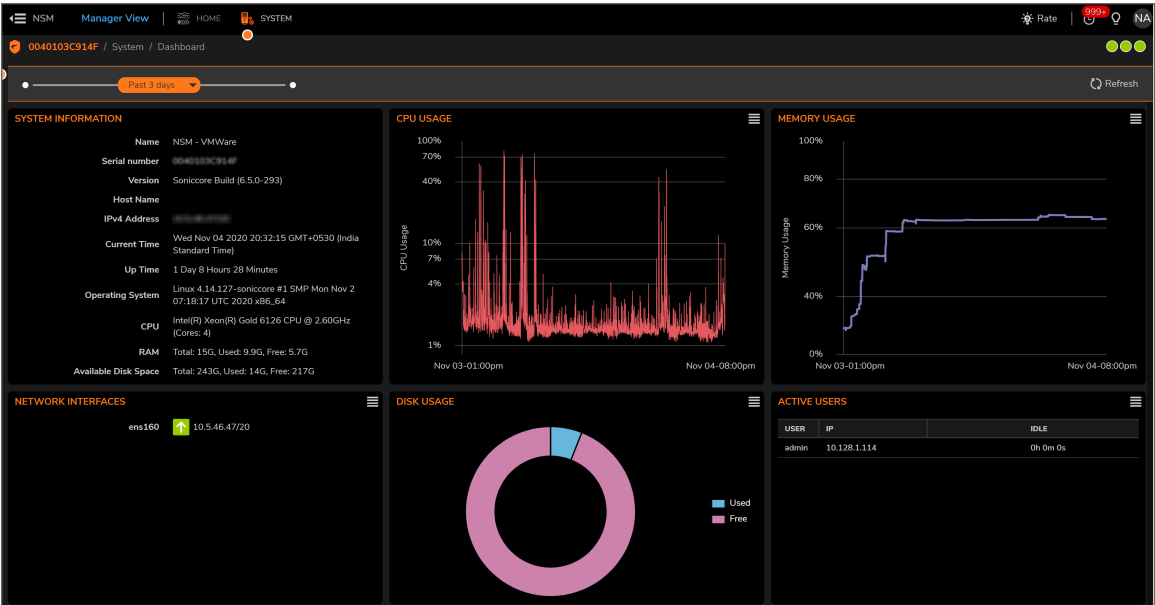 NSM Manager View HOME SYSTEM Rate 999+ NA
0040103C914F / System / Dashboard
Past 3 days Refresh
SYSTEM INFORMATION
Name NSM - VMWare
Serial number
Version Soniccore Build (6.5.0-293)
Host Name
IPv4 Address
Current Time Wed Nov 04 2020 20:32:15 GMT+0530 (India
Standard Time)
Up Time 1 Day 8 Hours 28 Minutes
Operating System Linux 4.14.127-soniccore #1 SMP Mon Nov 2
07:18:17 UTC 2020 x86_64
CPU Intel(R) Xeon(R) Gold 6126 CPU @ 2.60GHz
(Cores: 4)
RAM Total: 15G, Used: 9.9G, Free: 5.7G
Available Disk Space Total: 243G, Used: 14G, Free: 217G
CPU USAGE
100%
70%
40%
10%
7%
4%
1%
CPU Usage
Nov 03-01:00pm Nov 04-08:00pm
MEMORY USAGE
100%
80%
60%
40%
0%
Memory Usage
Nov 03-01:00pm Nov 04-08:00pm
NETWORK INTERFACES
ens160 10.5.46.47/20
DISK USAGE
Used
Free
ACTIVE USERS
USER IP IDLE
admin 10.128.1.114 0h 0m 0s